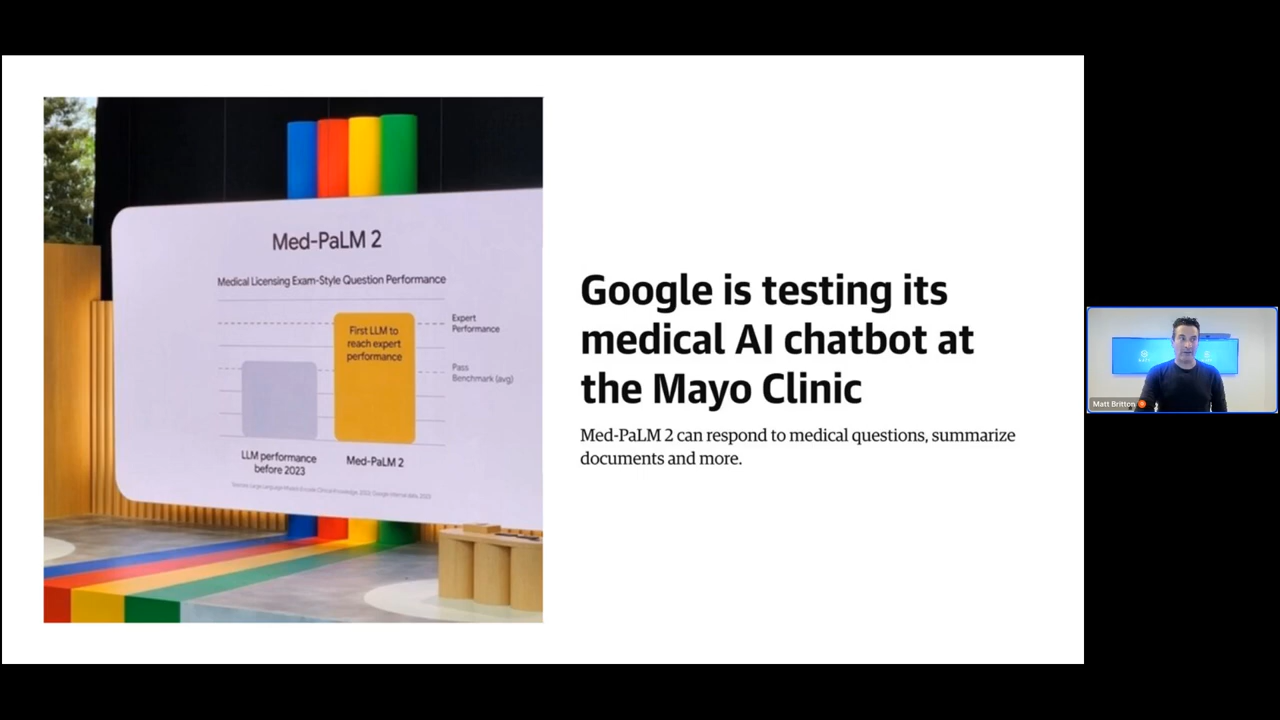 Med-PaLM 2
Medical Licensing Exam-Style Question Performance
Expert
Performance
First LLM to
reach expert
performance
Pass
Benchmark (avg)
LLM performance
before 2023
Med-PaLM 2
Google is testing its
medical AI chatbot at
the Mayo Clinic
Med-PaLM 2 can respond to medical questions, summarize
documents and more.
Matt Britton